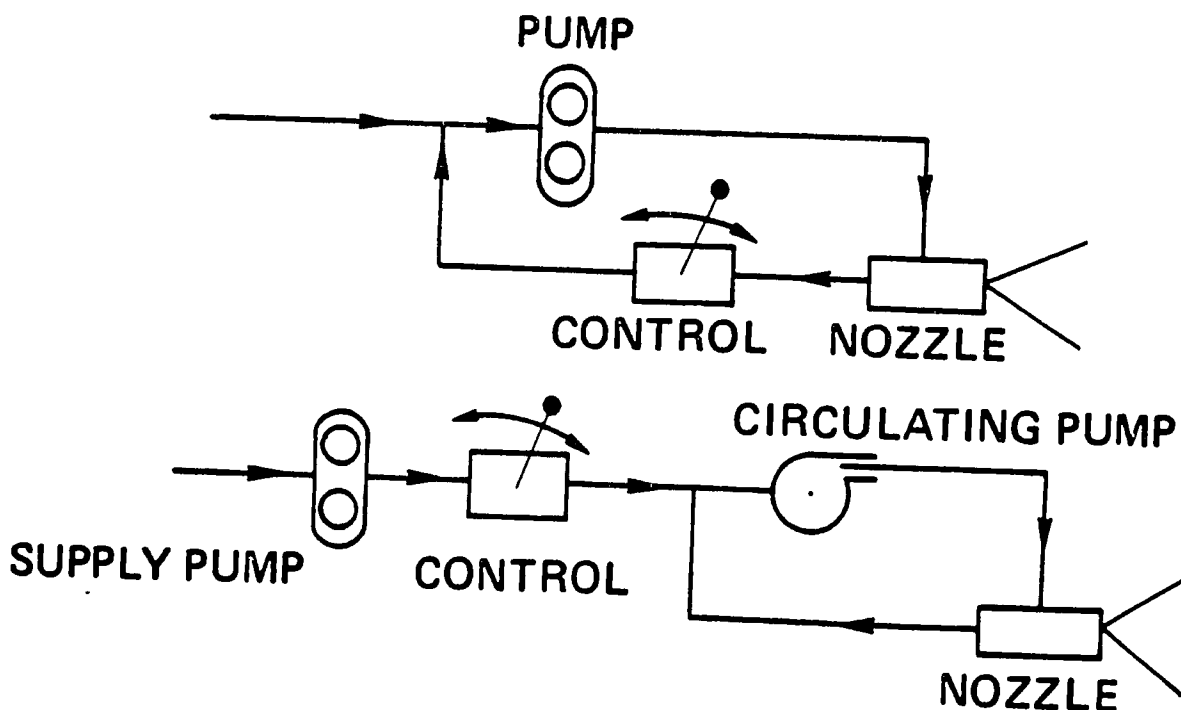 PUMP
CONTROL
NOZZLE
CIRCULATING PUMP
SUPPLY PUMP
CONTROL
NOZZLE